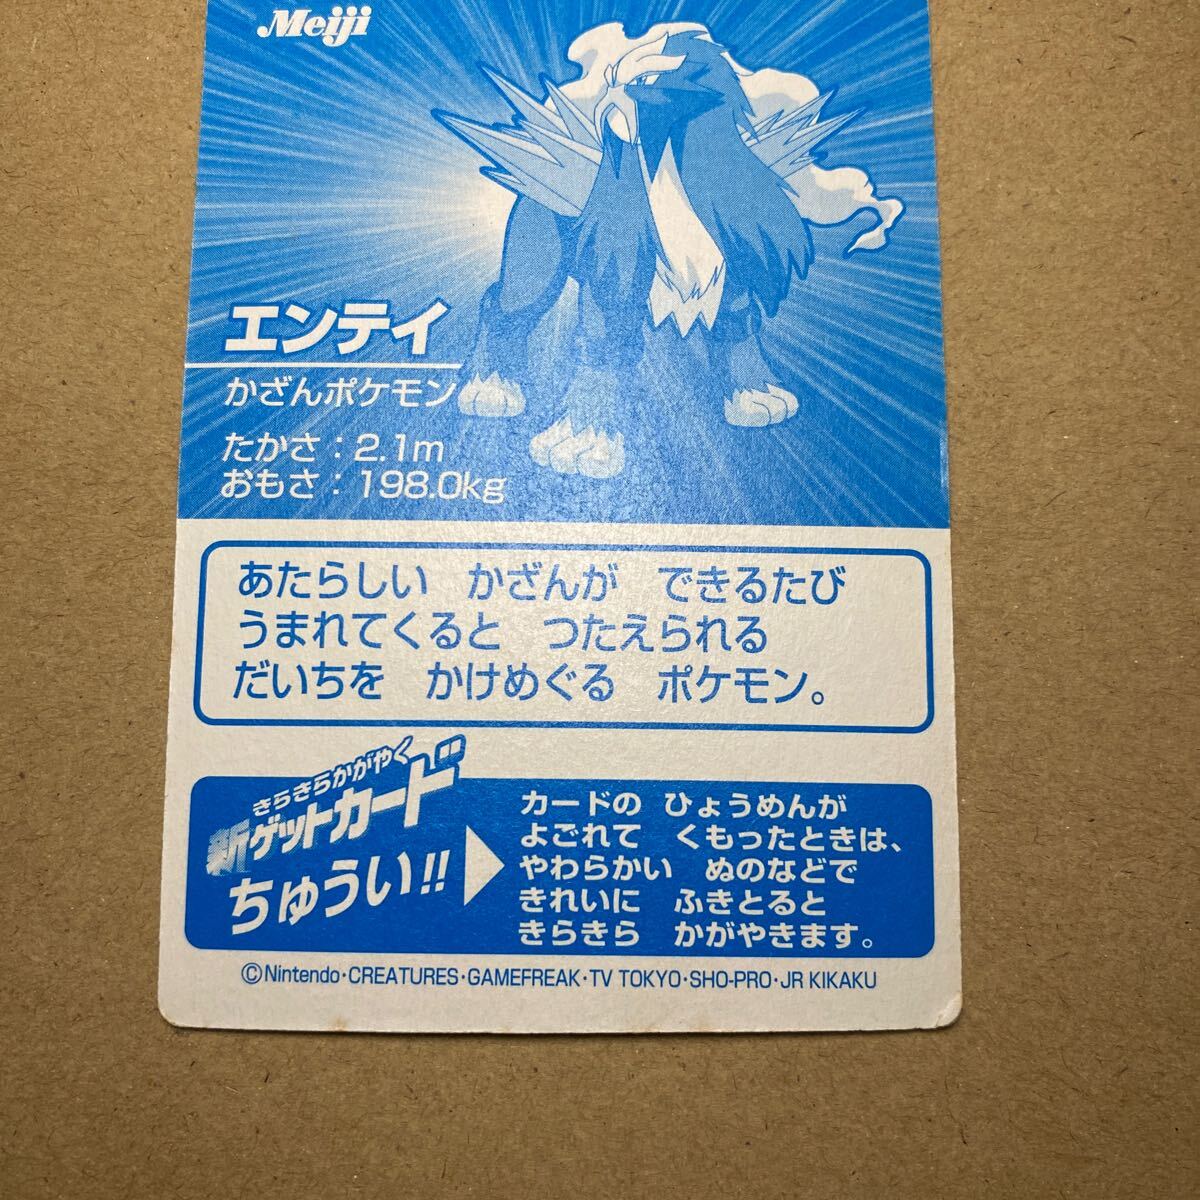 Meiji
エンテイ
かざんポケモン
たかさ：2.1m
おもさ：198.0kg
あたらしい　かざんが　できるたび
うまれてくると　つたえられる
だいちを　かけめぐる　ポケモン。
きらきらかがやく
新ゲットカード
ちゅうい!!
カードの　ひょうめんが
よごれて　くもったときは、
やわらかい　ぬのなどで
きれいに　ふきとると
きらきら　かがやきます。
©Nintendo・CREATURES・GAMEFREAK・TV TOKYO・SHO-PRO・JR KIKAKU